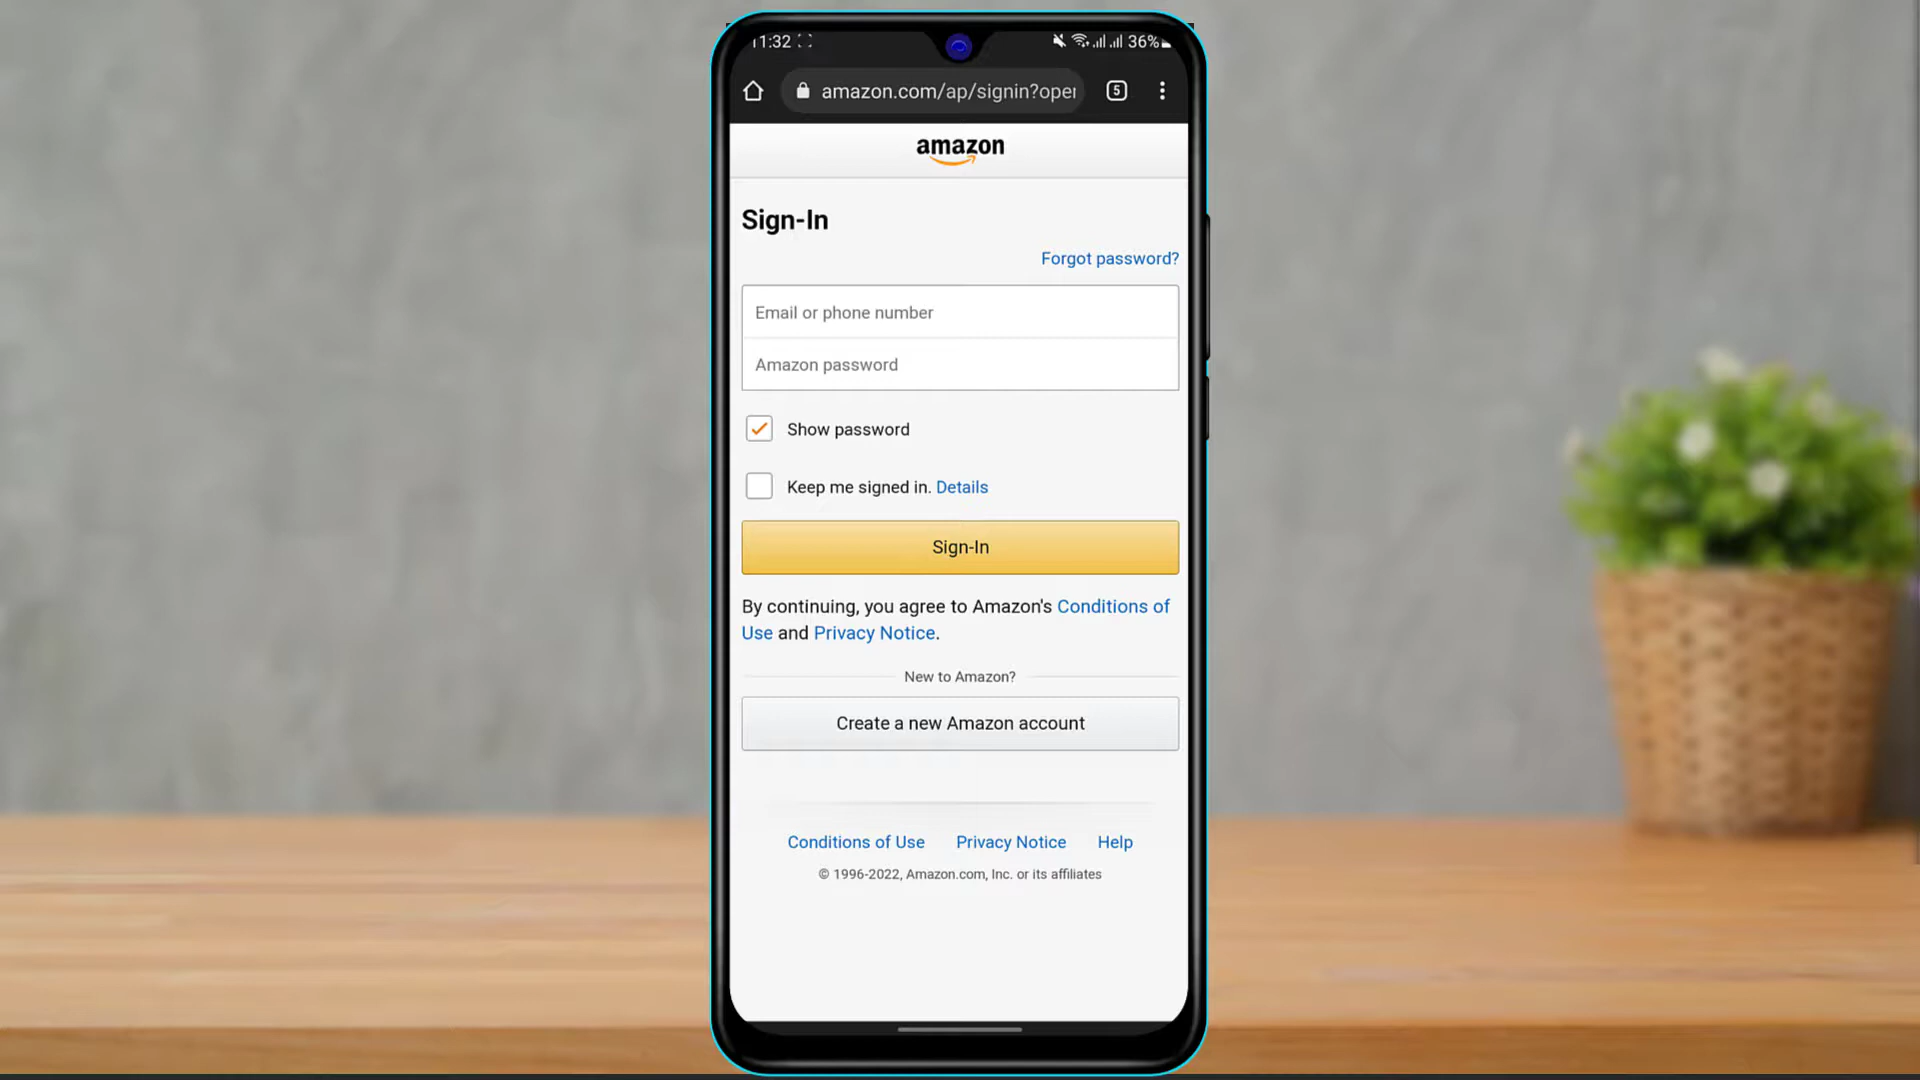 11:32 36%
amazon.com/ap/signin?oper 5
amazon
Sign-In
Forgot password?
Email or phone number
Amazon password
Show password
Keep me signed in. Details
Sign-In
By continuing, you agree to Amazon's Conditions of
Use and Privacy Notice.
New to Amazon?
Create a new Amazon account
Conditions of Use Privacy Notice Help
© 1996-2022, Amazon.com, Inc. or its affiliates